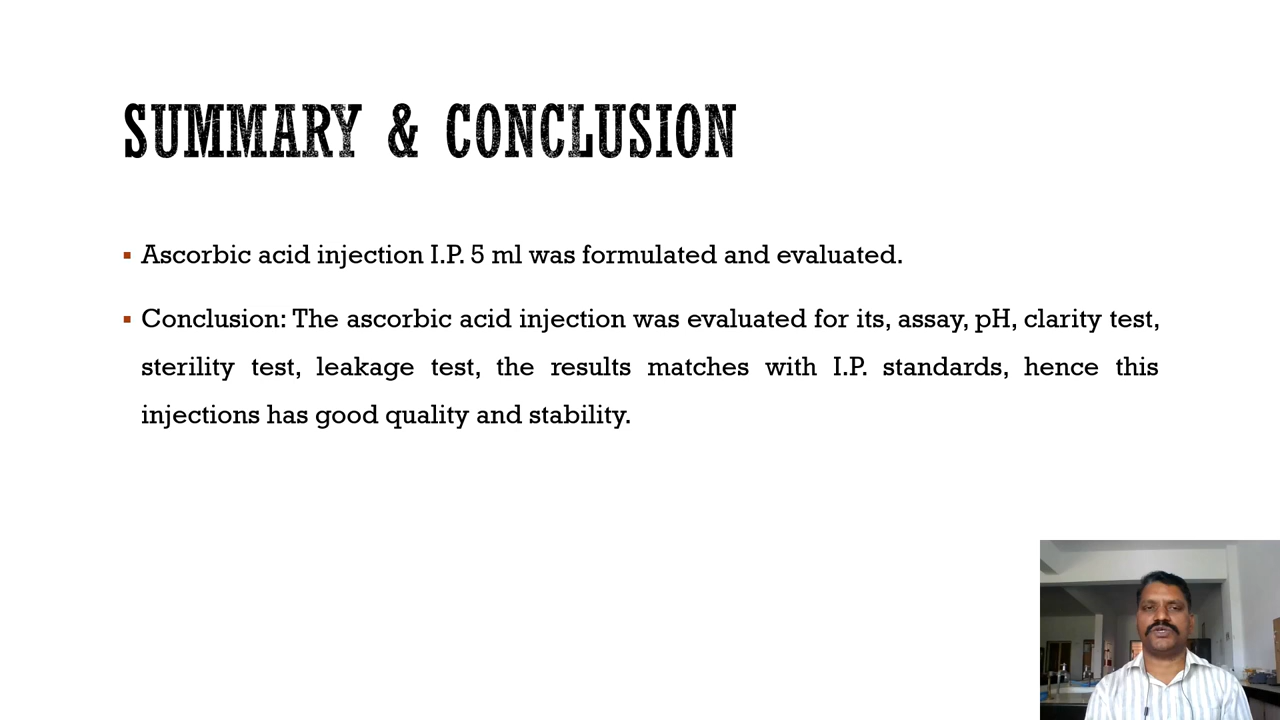 SUMMARY & CONCLUSION
Ascorbic acid injection I.P. 5 ml was formulated and evaluated.
Conclusion: The ascorbic acid injection was evaluated for its, assay, pH, clarity test,
sterility test, leakage test, the results matches with I.P. standards, hence this
injections has good quality and stability.